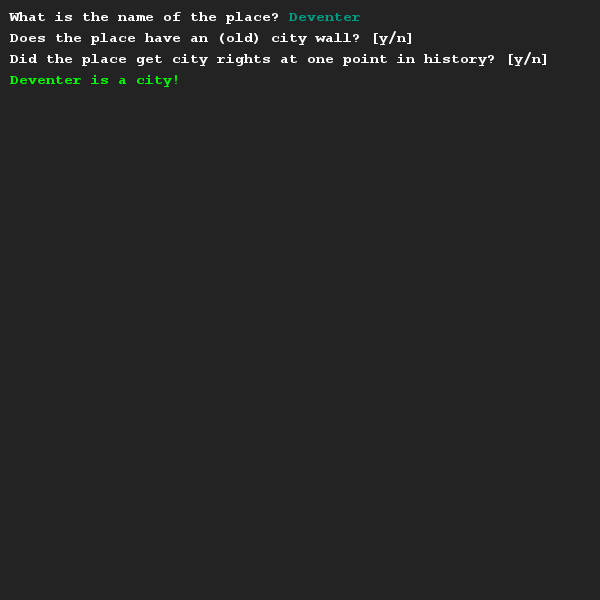 What is the name of the place? Deventer
Does the place have an (old) city wall? [y/n]
Did the place get city rights at one point in history? [y/n]
Deventer is a city!